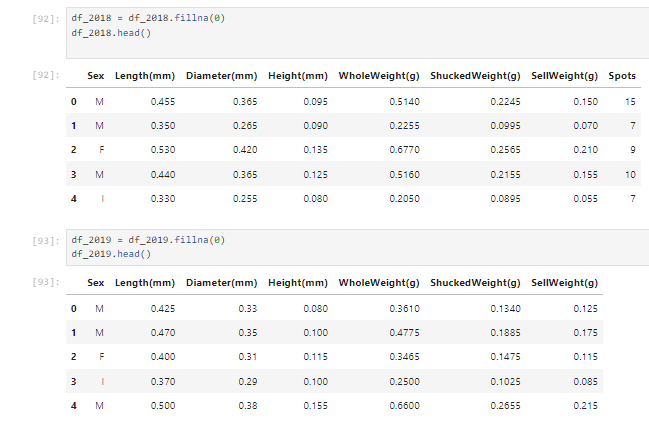 [92]: df_2018 = df_2018.fillna(0)
df_2018.head()
[92]: Sex Length(mm) Diameter(mm) Height(mm) WholeWeight(g) ShuckedWeight(g) SellWeight(g) Spots
0 M 0.455 0.365 0.095 0.5140 0.2245 0.150 15
1 M 0.350 0.265 0.090 0.2255 0.0995 0.070 7
2 F 0.530 0.420 0.135 0.6770 0.2565 0.210 9
3 M 0.440 0.365 0.125 0.5160 0.2155 0.155 10
4 I 0.330 0.255 0.080 0.2050 0.0895 0.055 7
[93]: df_2019 = df_2019.fillna(0)
df_2019.head()
[93]: Sex Length(mm) Diameter(mm) Height(mm) WholeWeight(g) ShuckedWeight(g) SellWeight(g)
0 M 0.425 0.33 0.080 0.3610 0.1340 0.125
1 M 0.470 0.35 0.100 0.4775 0.1885 0.175
2 F 0.400 0.31 0.115 0.3465 0.1475 0.115
3 I 0.370 0.29 0.100 0.2500 0.1025 0.085
4 M 0.500 0.38 0.155 0.6600 0.2655 0.215